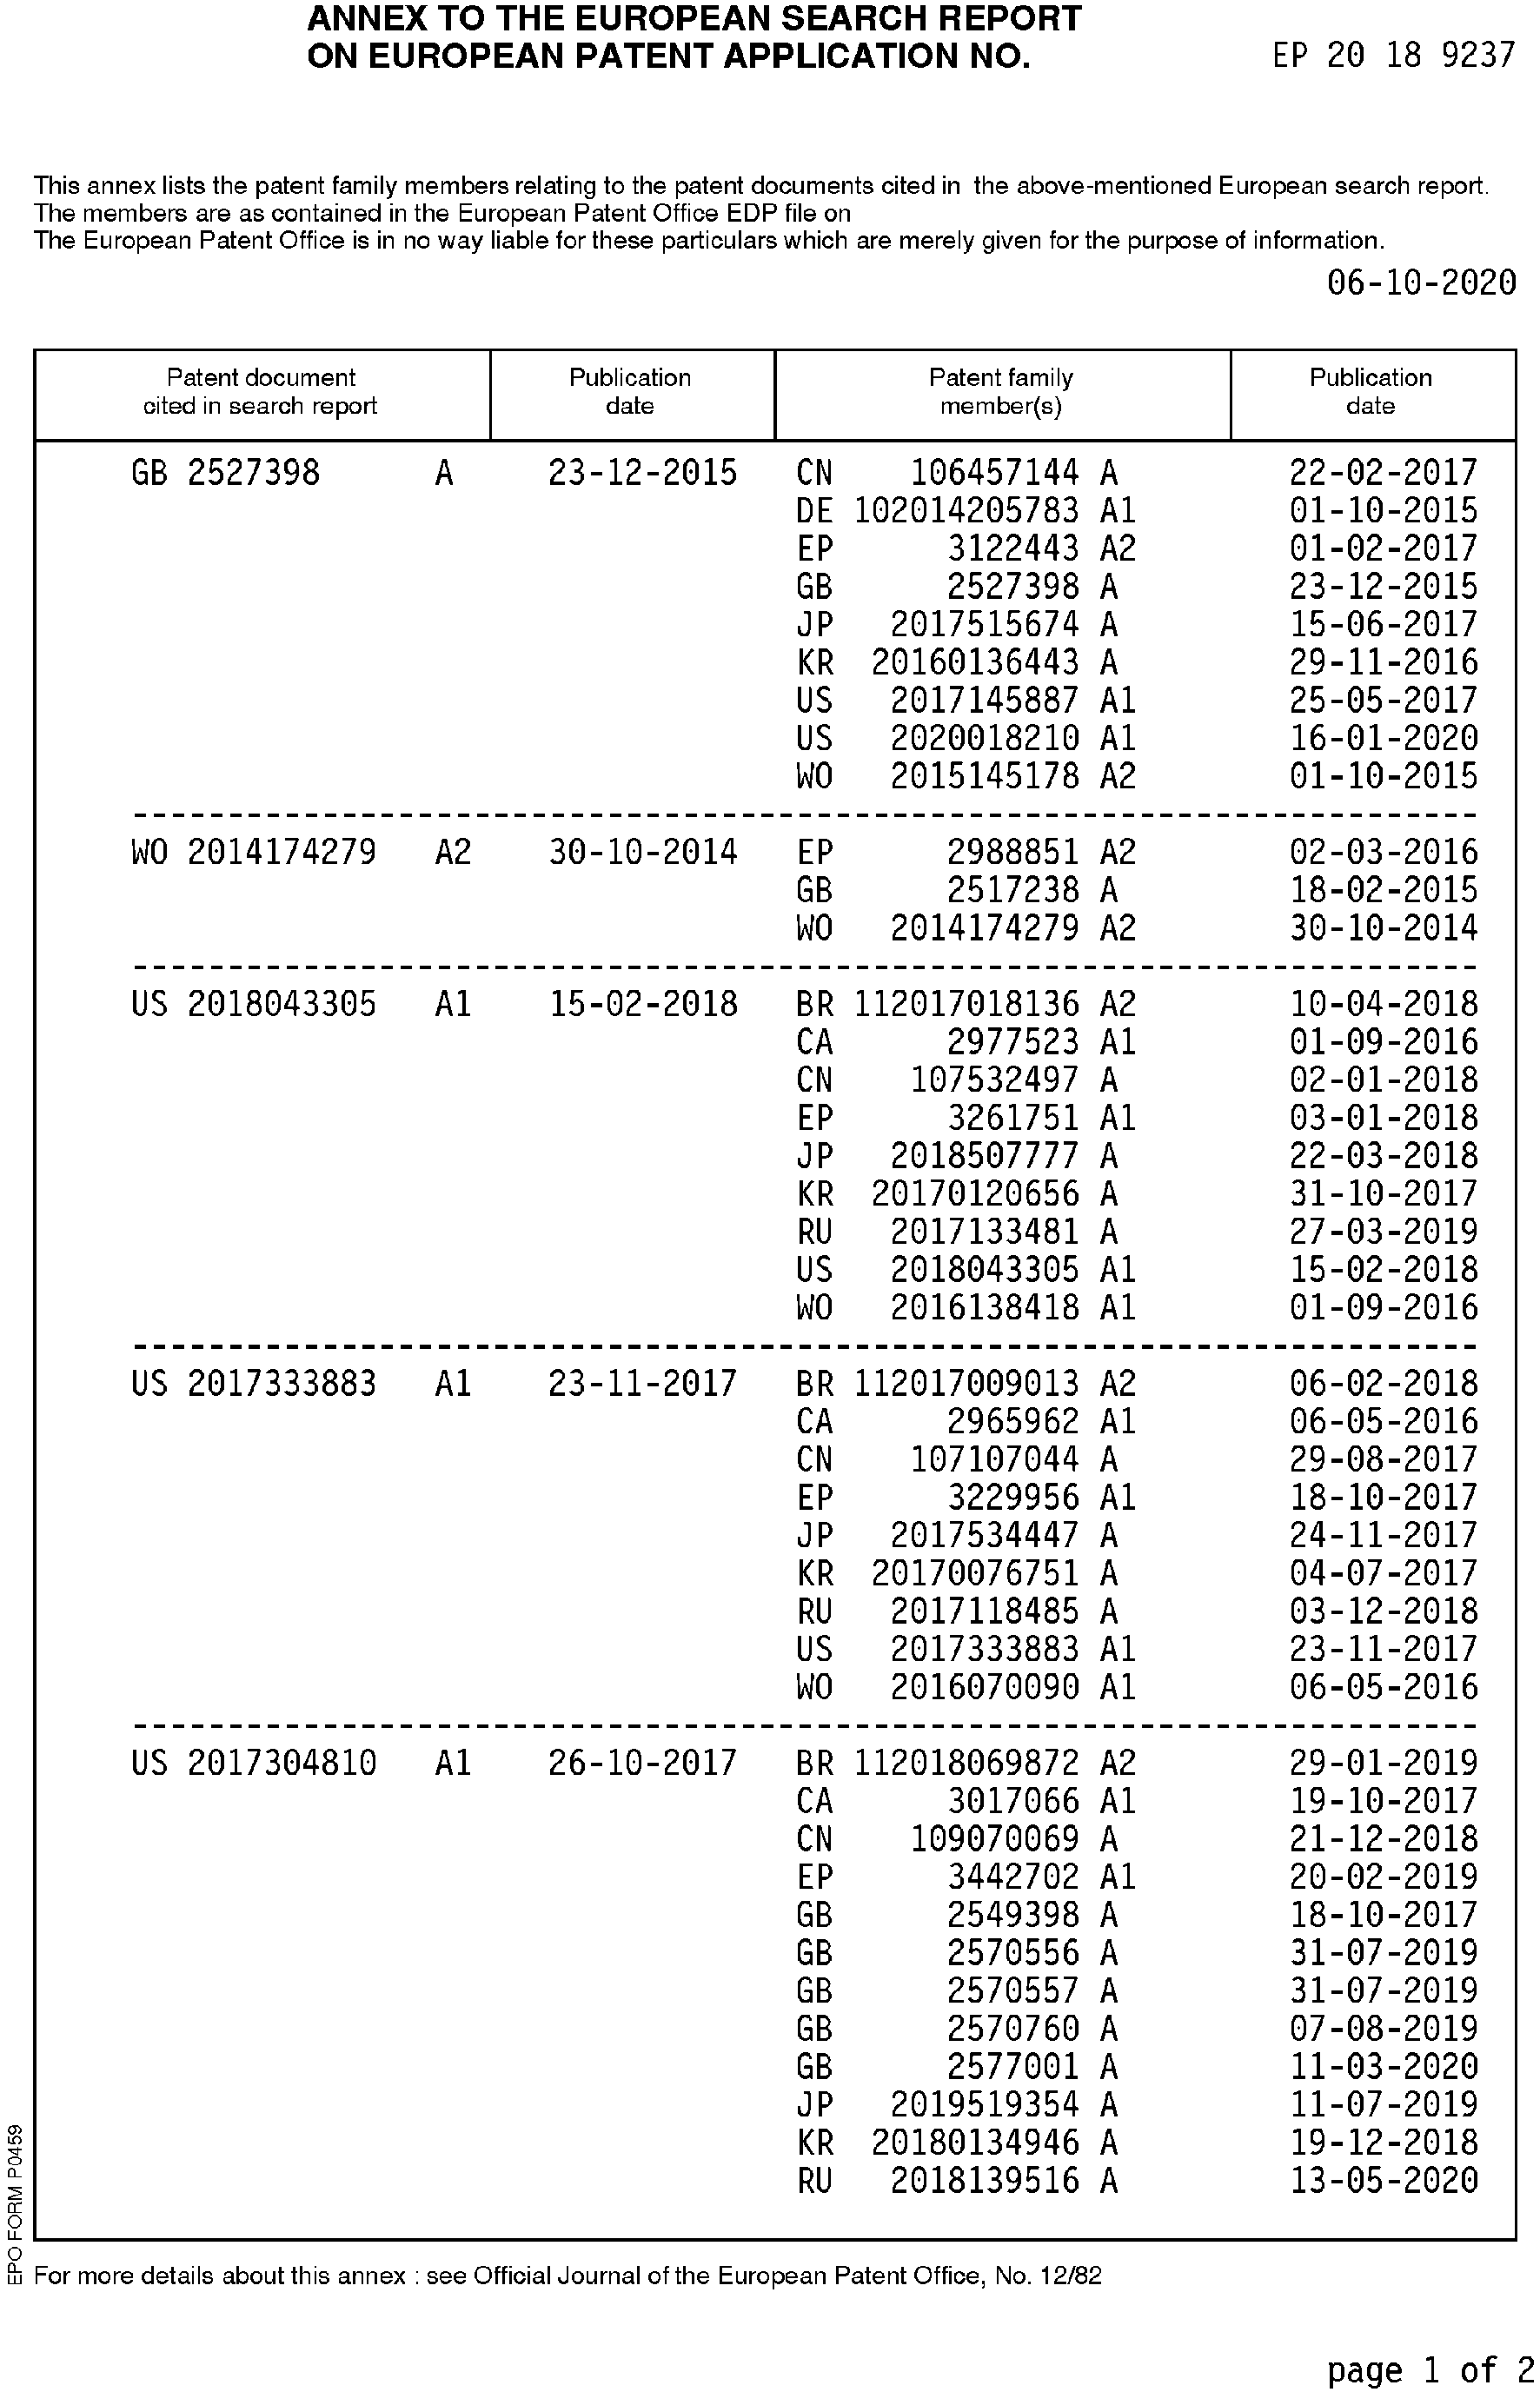 ANNEX TO THE EUROPEAN SEARCH REPORT
ON EUROPEAN PATENT APPLICATION NO. EP 20 18 9237
This annex lists the patent family members relating to the patent documents cited in the above-mentioned European search report.
The members are as contained in the European Patent Office EDP file on
The European Patent Office is in no way liable for these particulars which are merely given for the purpose of information.
06-10-2020
Patent document Publication Patent family Publication
cited in search report date member(s) date
GB 2527398 A 23-12-2015 CN 106457144 A 22-02-2017
DE 102014205783 A1 01-10-2015
EP 3122443 A2 01-02-2017
GB 2527398 A 23-12-2015
JP 2017515674 A 15-06-2017
KR 20160136443 A 29-11-2016
US 2017145887 A1 25-05-2017
US 2020018210 A1 16-01-2020
WO 2015145178 A2 01-10-2015
WO 2014174279 A2 30-10-2014 EP 2988851 A2 02-03-2016
GB 2517238 A 18-02-2015
WO 2014174279 A2 30-10-2014
US 2018043305 A1 15-02-2018 BR 112017018136 A2 10-04-2018
CA 2977523 A1 01-09-2016
CN 107532497 A 02-01-2018
EP 3261751 A1 03-01-2018
JP 2018507777 A 22-03-2018
KR 20170120656 A 31-10-2017
RU 2017133481 A 27-03-2019
US 2018043305 A1 15-02-2018
WO 2016138418 A1 01-09-2016
US 2017333883 A1 23-11-2017 BR 112017009013 A2 06-02-2018
CA 2965962 A1 06-05-2016
CN 107107044 A 29-08-2017
EP 3229956 A1 18-10-2017
JP 2017534447 A 24-11-2017
KR 20170076751 A 04-07-2017
RU 2017118485 A 03-12-2018
US 2017333883 A1 23-11-2017
WO 2016070090 A1 06-05-2016
US 2017304810 A1 26-10-2017 BR 112018069872 A2 29-01-2019
CA 3017066 A1 19-10-2017
CN 109070069 A 21-12-2018
EP 3442702 A1 20-02-2019
GB 2549398 A 18-10-2017
GB 2570556 A 31-07-2019
GB 2570557 A 31-07-2019
GB 2570760 A 07-08-2019
GB 2577001 A 11-03-2020
JP 2019519354 A 11-07-2019
KR 20180134946 A 19-12-2018
RU 2018139516 A 13-05-2020
EPO FORM P0459
For more details about this annex : see Official Journal of the European Patent Office, No. 12/82
page 1 of 2